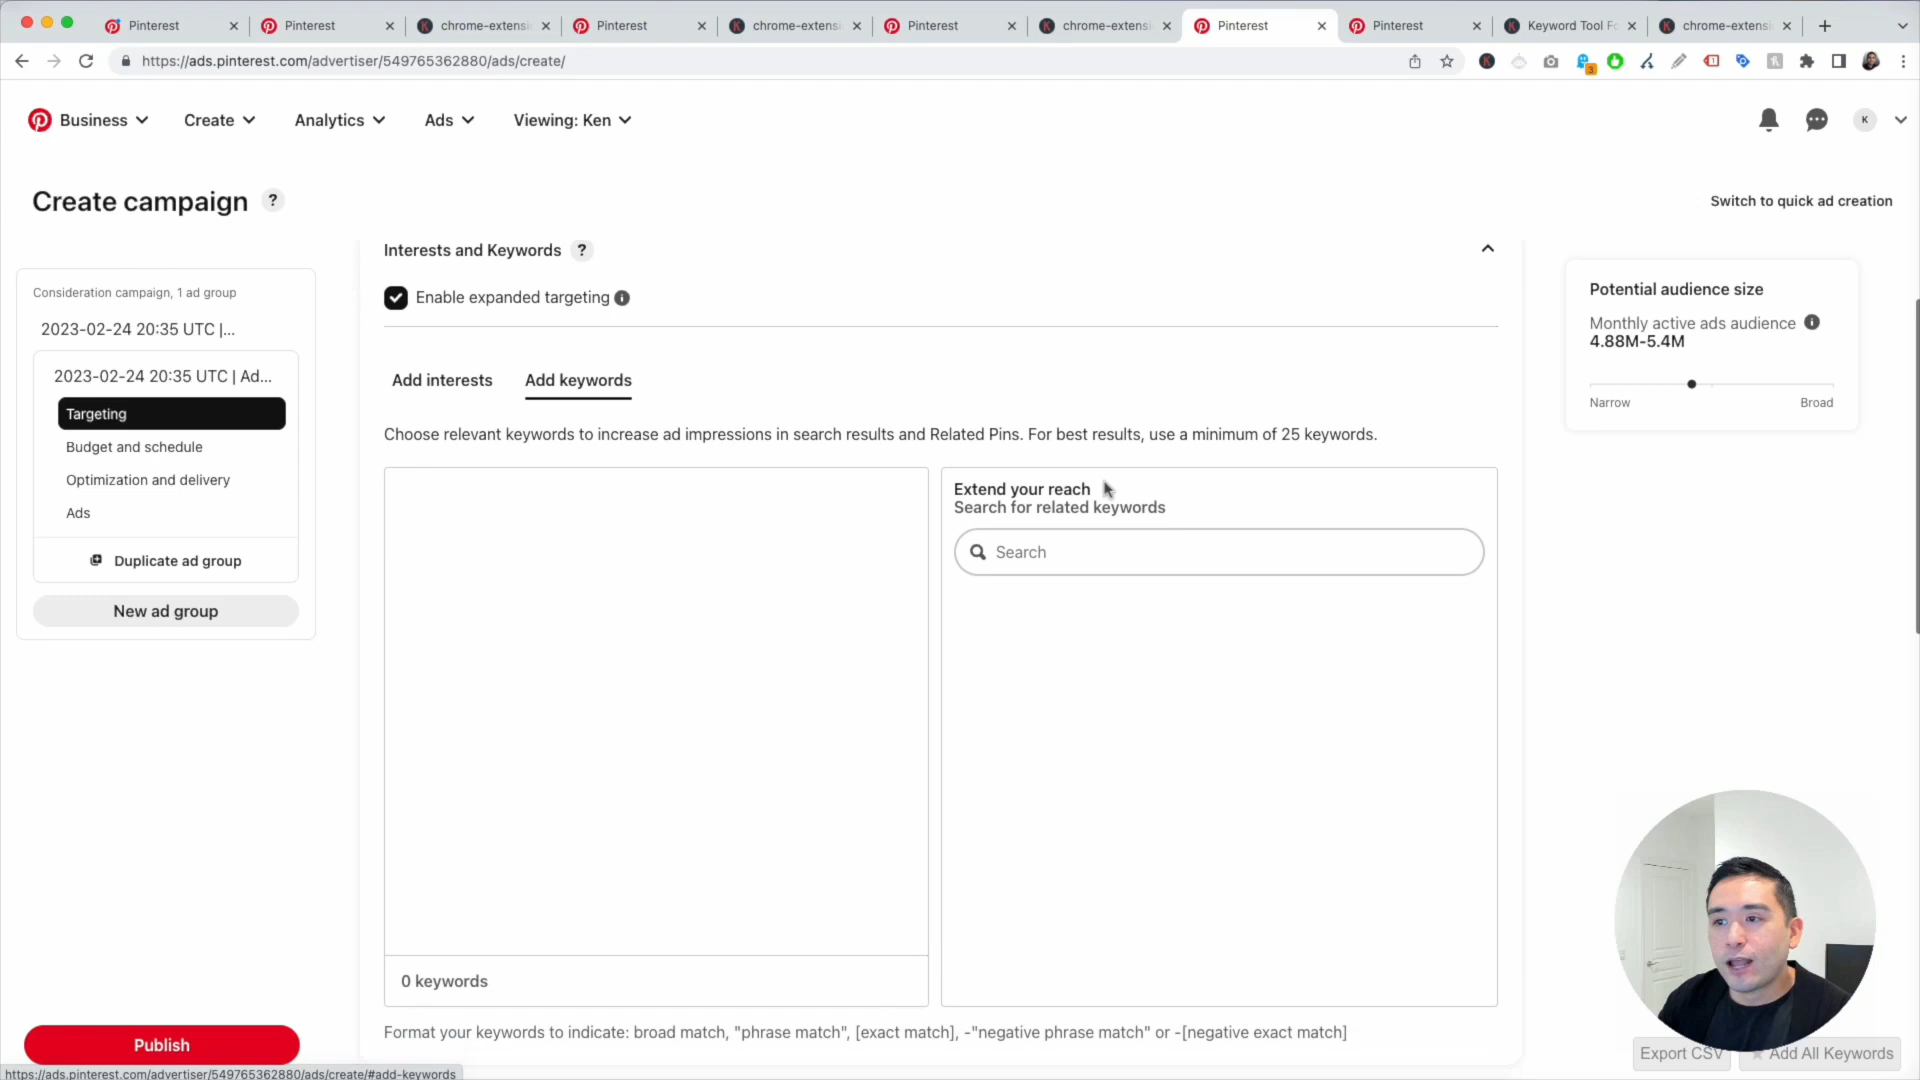 Pinterest
Pinterest
chrome-extensi
Pinterest
chrome-extensi
Pinterest
chrome-extensi
Pinterest
Pinterest
Keyword Tool Fo
chrome-extensi
https://ads.pinterest.com/advertiser/549765362880/ads/create/
3
Business
Create
Analytics
Ads
Viewing: Ken
K
Create campaign ?
Switch to quick ad creation
Interests and Keywords ?
Enable expanded targeting
Consideration campaign, 1 ad group
2023-02-24 20:35 UTC |...
2023-02-24 20:35 UTC | Ad...
Targeting
Budget and schedule
Optimization and delivery
Ads
Duplicate ad group
New ad group
Add interests
Add keywords
Choose relevant keywords to increase ad impressions in search results and Related Pins. For best results, use a minimum of 25 keywords.
Extend your reach
Search for related keywords
Search
0 keywords
Format your keywords to indicate: broad match, "phrase match", [exact match], -"negative phrase match" or -[negative exact match]
Potential audience size
Monthly active ads audience
4.88M-5.4M
Narrow
Broad
Publish
Export CSV
Add All Keywords
https://ads.pinterest.com/advertiser/549765362880/ads/create/#add-keywords